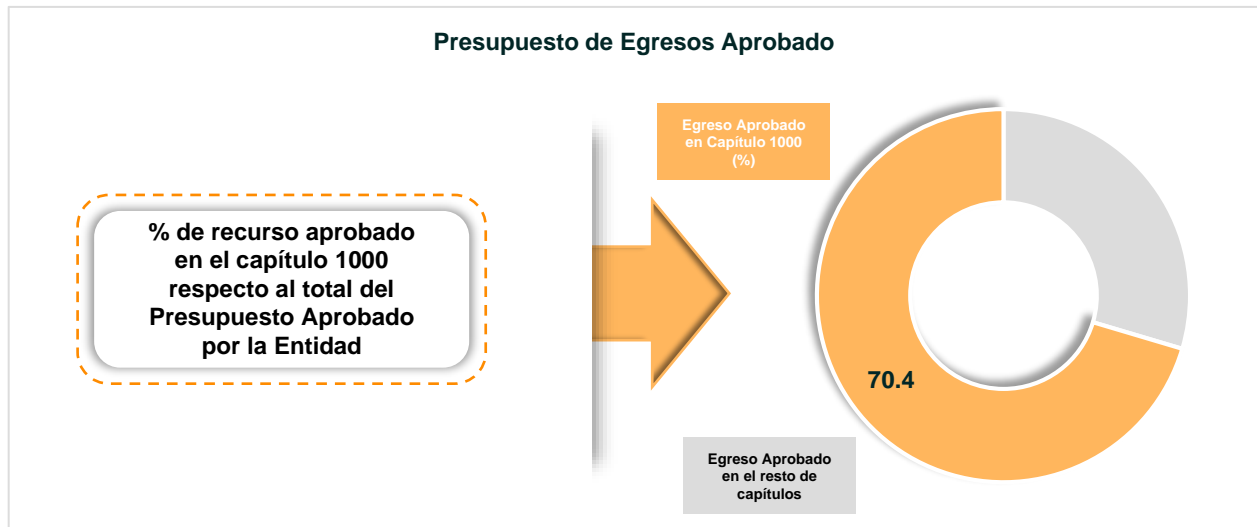 Presupuesto de Egresos Aprobado
% de recurso aprobado
en el capítulo 1000
respecto al total del
Presupuesto Aprobado
por la Entidad
Egreso Aprobado
en Capítulo 1000
(%)
70.4
Egreso Aprobado
en el resto de
capítulos